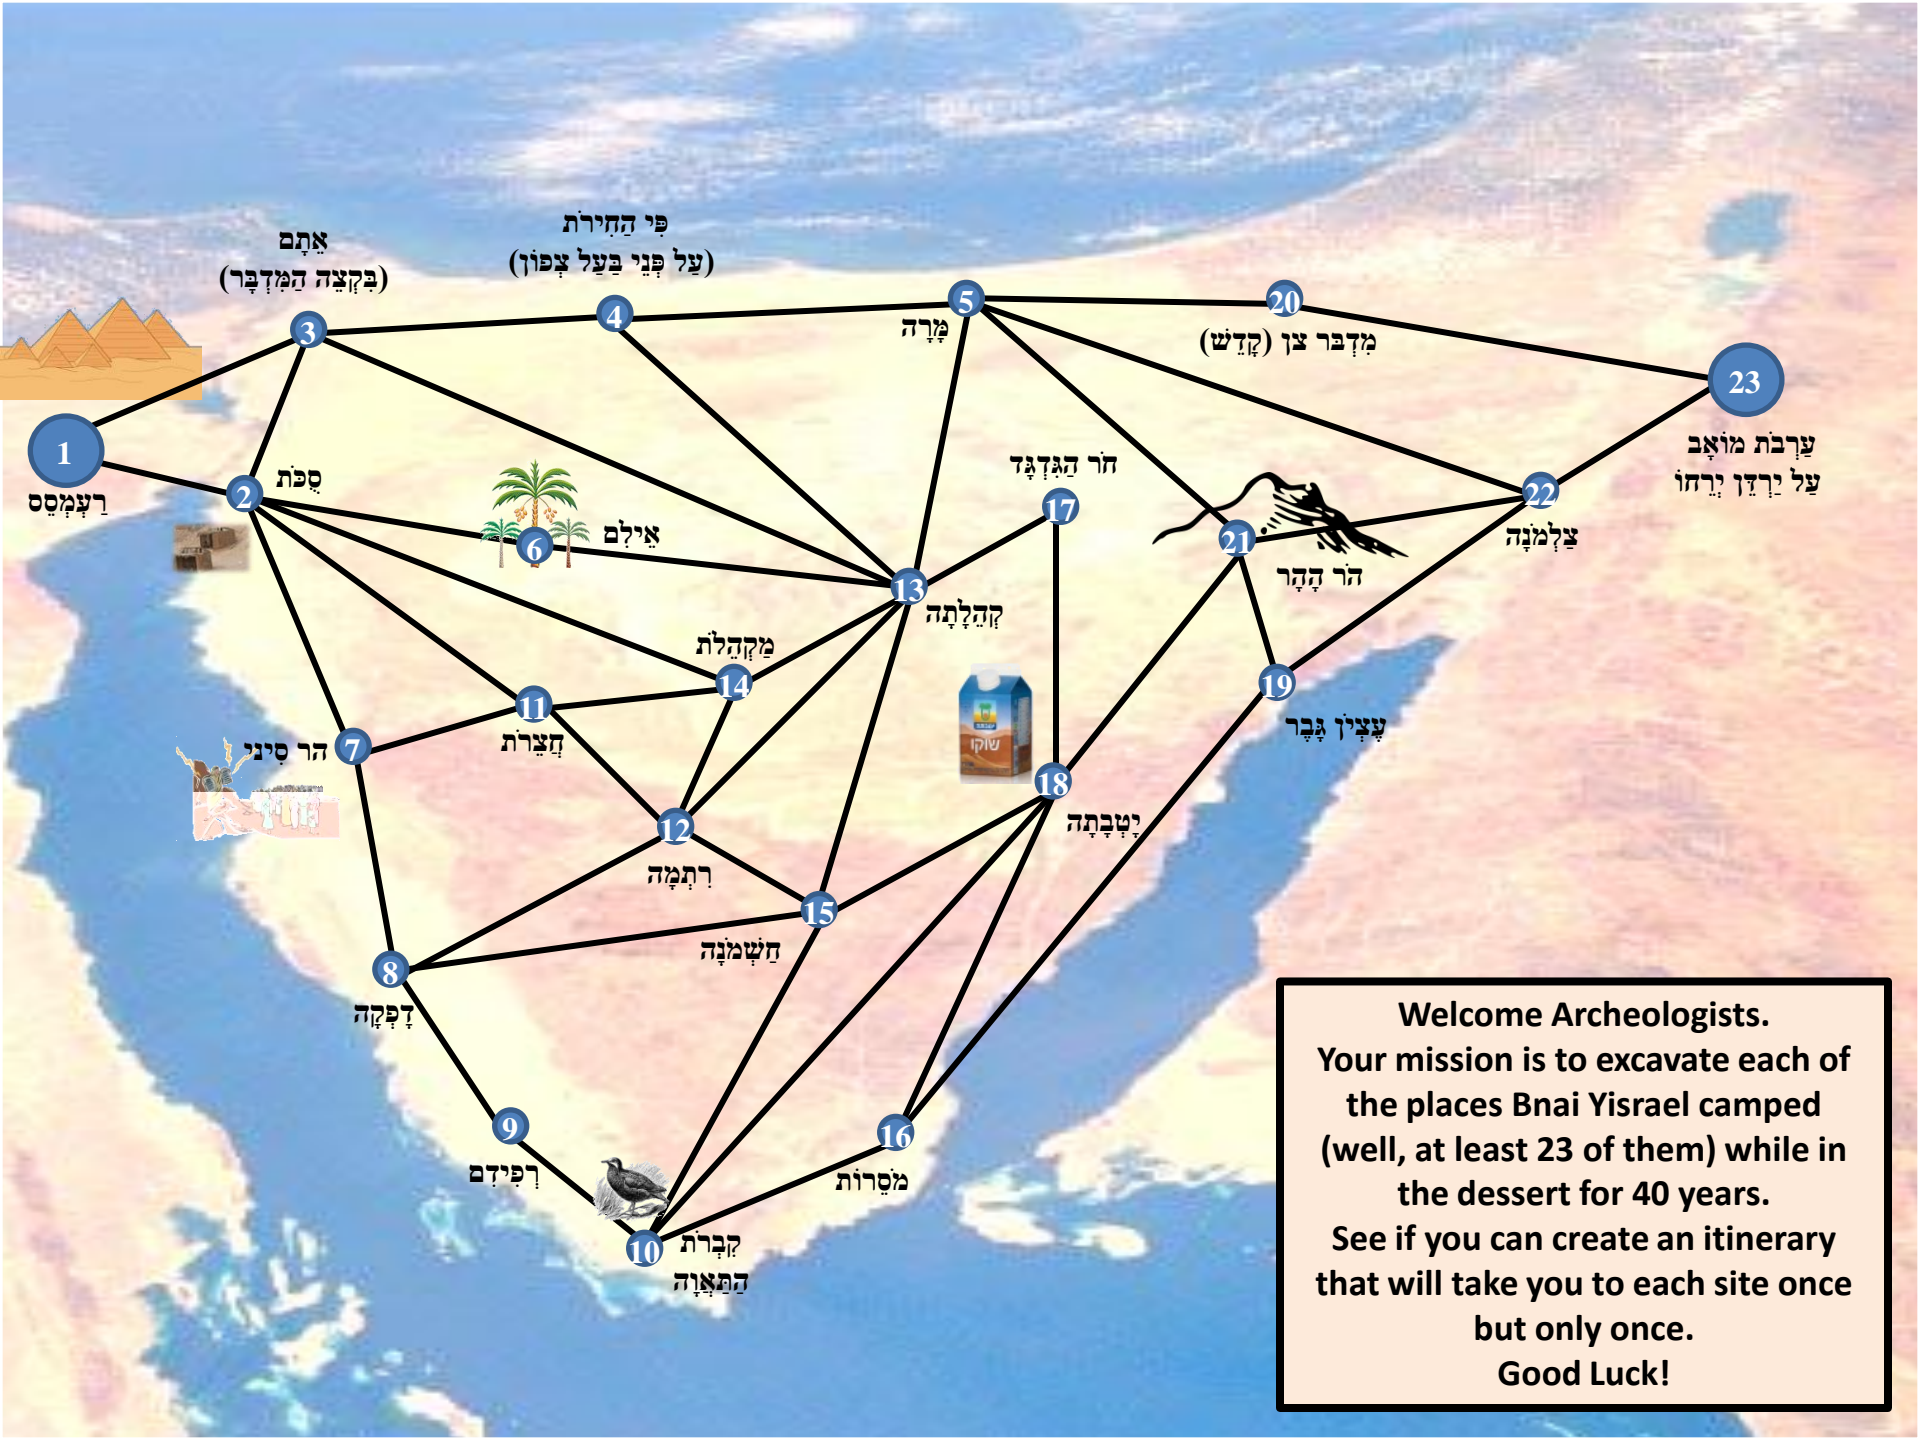 פִּי הַחִירֹת
(עַל פְּנֵי בַּעַל צְפוֹן)
אֵתָם
(בִּקְצֵה הַמִּדְבָּר)
3
4
5
20
מָּרָה
מִדְבּר צִן (קָדֵשׁ)
23
עַרְבֹת מוֹאָב
עַל יַרְדֵּן יְרֵחוֹ
1
רַעְמְסֵס
2
סֻכֹּת
6
אֵילִם
חֹר הַגִּדְגָּד
17
21
הֹר הָהָר
22
צַלְמֹנָה
13
קְהֵלָתָה
מַקְהֵלֹת
14
19
עֶצְיֹן גָּבֶר
11
חֲצֵרֹת
7
הר סִיני
שוקו
18
יָטְבָתָה
12
רִתְמָה
15
חַשְׁמֹנָה
8
דָפְקָה
9
רְפִידִם
16
מֹסֵרוֹת
10
קִבְרֹת
הַתַּאֲוָה
Welcome Archeologists.
Your mission is to excavate each of
the places Bnai Yisrael camped
(well, at least 23 of them) while in
the dessert for 40 years.
See if you can create an itinerary
that will take you to each site once
but only once.
Good Luck!